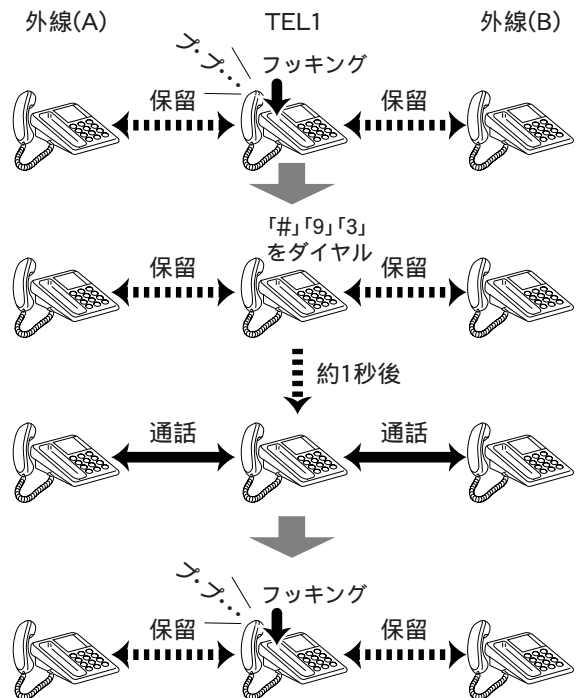 外線(A)
TEL1
外線(B)
プ・プ・・・
フッキング
保留
保留
「#」「9」「3」
をダイヤル
保留
保留
約1秒後
通話
通話
プ・プ・・・
フッキング
保留
保留